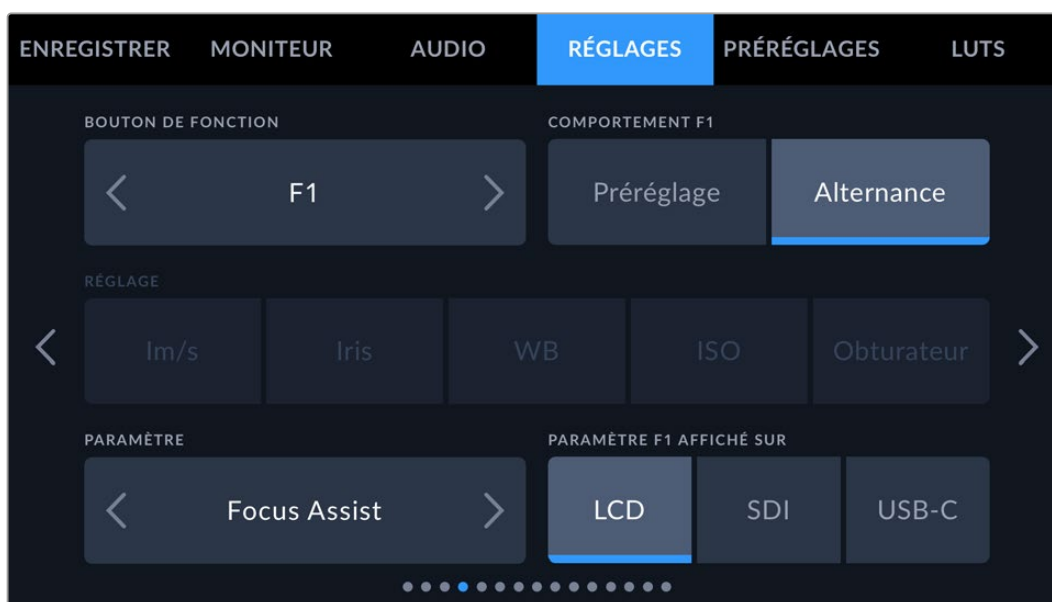 ENREGISTRER MONITEUR AUDIO RÉGLAGES PRÉRÉGLAGES LUTS
BOUTON DE FONCTION COMPORTEMENT F1
F1 Préréglage Alternance
RÉGLAGE
Im/s Iris WB ISO Obturateur
PARAMÈTRE PARAMÈTRE F1 AFFICHÉ SUR
Focus Assist LCD SDI USB-C